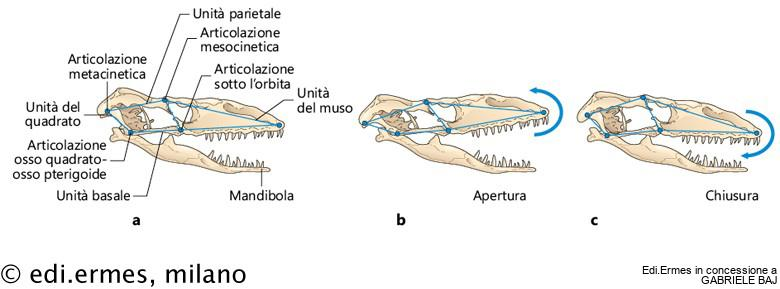 Unità parietale
Articolazione
mesocinetica
Articolazione
metacinetica
Articolazione
sotto l'orbita
Unità
del muso
Unità del
quadrato
Articolazione
osso quadrato-
osso pterigoide
Unità basale
Mandibola
a
Apertura
b
Chiusura
c
© edi.ermes, milano
Edi.Ermes in concessione a
GABRIELE BAJ